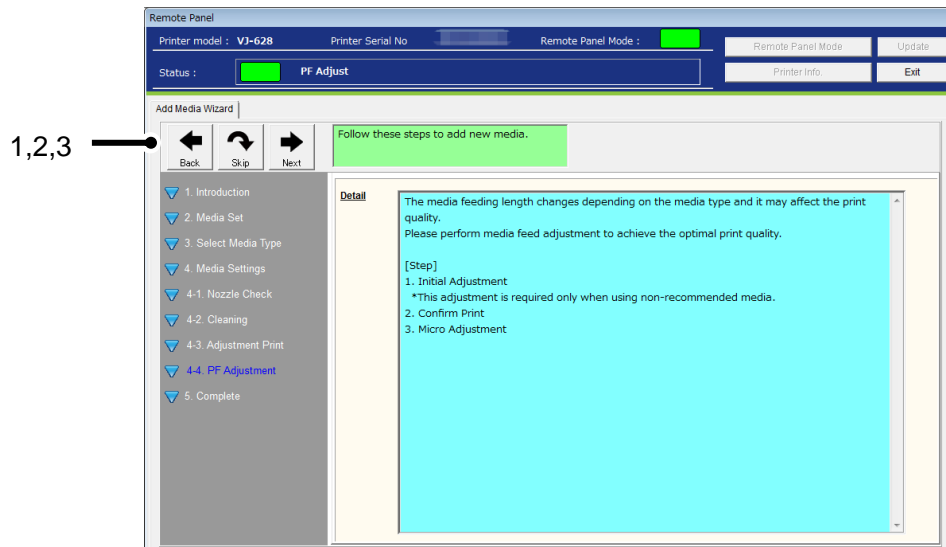 Remote Panel
Printer model : VJ-628 Printer Serial No Remote Panel Mode : Remote Panel Mode Update
Status : PF Adjust Printer Info. Exit
Add Media Wizard
1,2,3
Back Skip Next
Follow these steps to add new media.
1. Introduction
2. Media Set
3. Select Media Type
4. Media Settings
4-1. Nozzle Check
4-2. Cleaning
4-3. Adjustment Print
4-4. PF Adjustment
5. Complete
Detail
The media feeding length changes depending on the media type and it may affect the print
quality.
Please perform media feed adjustment to achieve the optimal print quality.
[Step]
1. Initial Adjustment
*This adjustment is required only when using non-recommended media.
2. Confirm Print
3. Micro Adjustment